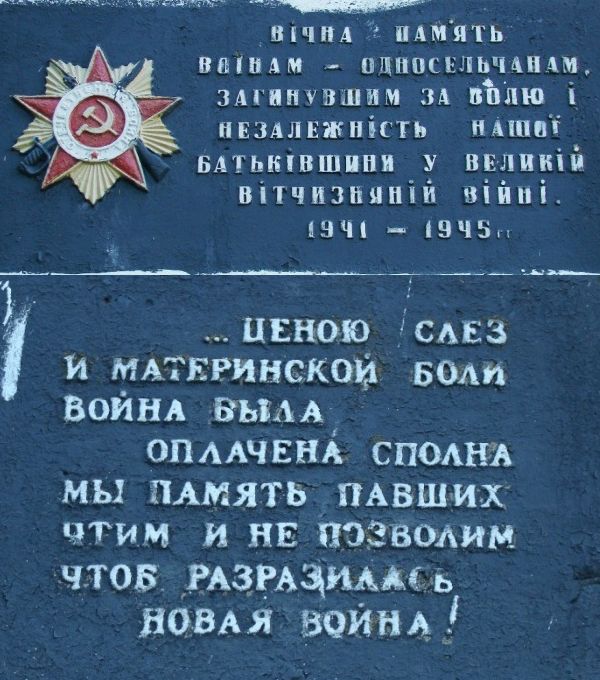 ВІЧНА ПАМ'ЯТЬ
ВОЇНАМ – ОДНОСЕЛЬЧАНАМ,
ЗАГИНУВШИМ ЗА ВОЛЮ І
НЕЗАЛЕЖНІСТЬ НАШОЇ
БАТЬКІВЩИНИ У ВЕЛИКІЙ
ВІТЧИЗНЯНІЙ ВІЙНІ.
1941 – 1945 гг
... ЦЕНОЮ СЛЕЗ
И МАТЕРИНСКОЙ БОЛИ
ВОЙНА БЫЛА
ОПЛАЧЕНА СПОЛНА
МЫ ПАМЯТЬ ПАВШИХ
ЧТИМ И НЕ ПОЗВОЛИМ
ЧТОБ РАЗРАЗИЛАСЬ
НОВАЯ ВОЙНА!